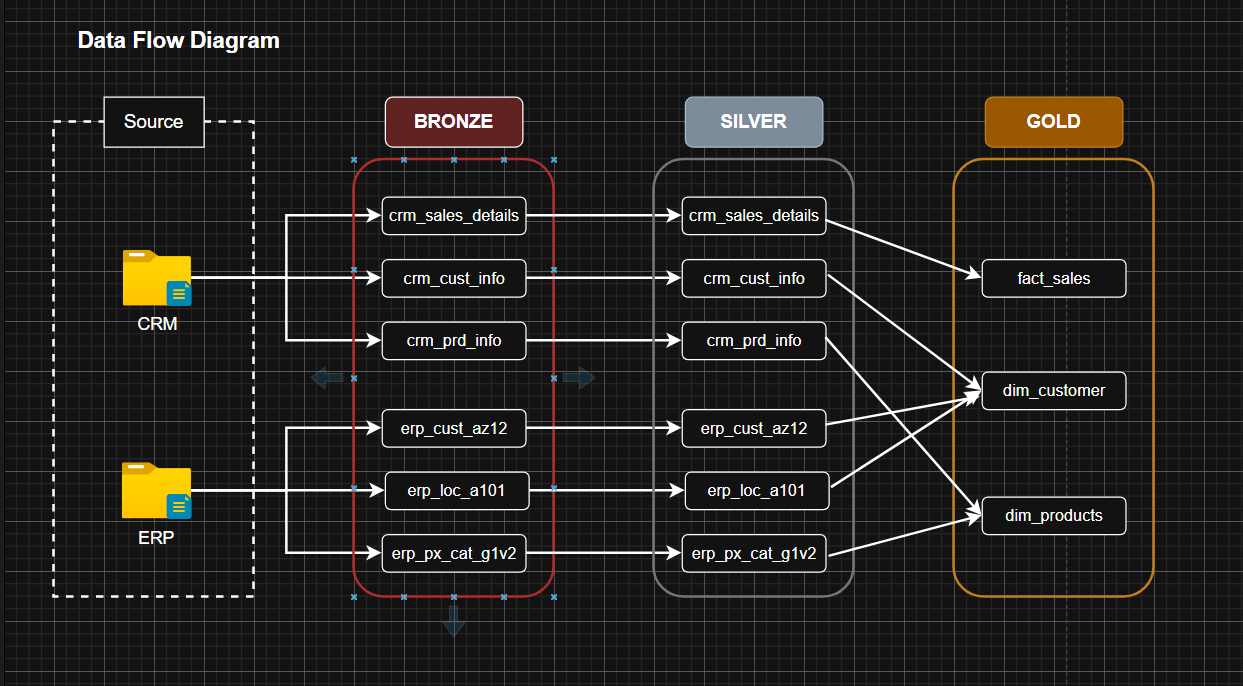 Data Flow Diagram
Source
BRONZE
SILVER
GOLD
crm_sales_details
crm_sales_details
crm_cust_info
crm_cust_info
fact_sales
CRM
crm_prd_info
crm_prd_info
dim_customer
erp_cust_az12
erp_cust_az12
erp_loc_a101
erp_loc_a101
dim_products
ERP
erp_px_cat_g1v2
erp_px_cat_g1v2